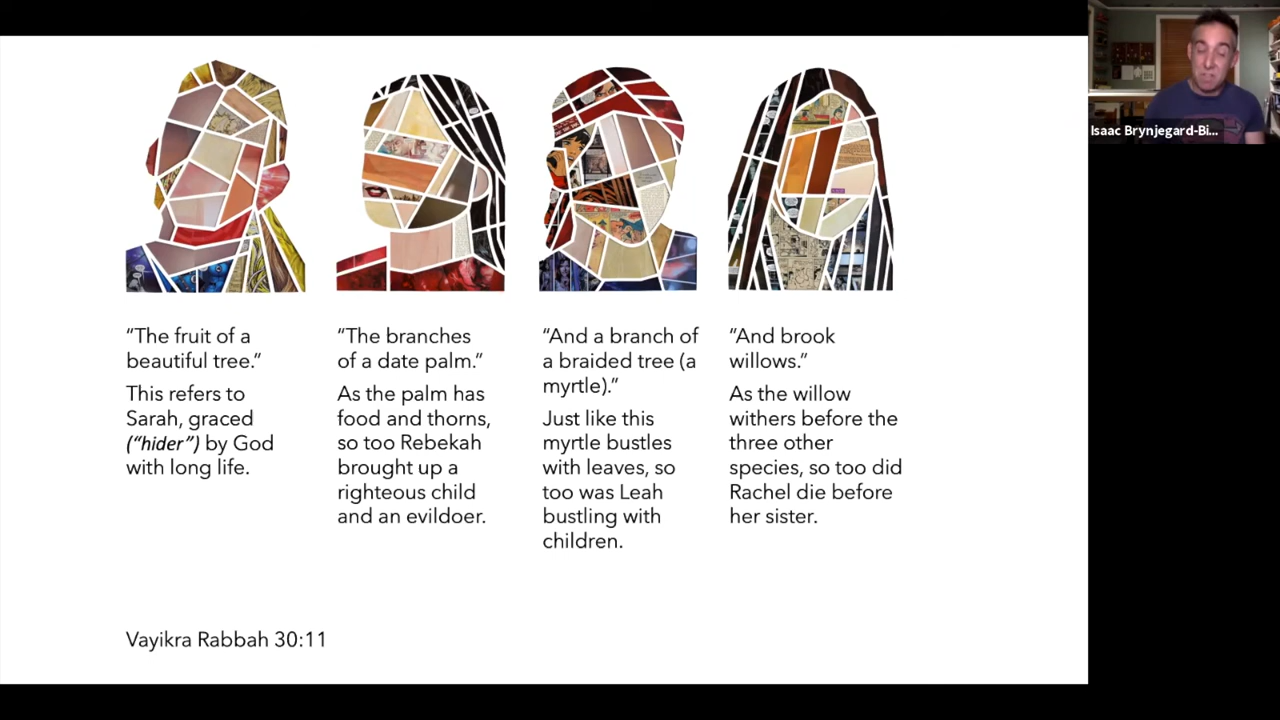 “The fruit of a
beautiful tree.”
This refers to
Sarah, graced
(“hider”) by God
with long life.
“The branches
of a date palm.”
As the palm has
food and thorns,
so too Rebekah
brought up a
righteous child
and an evildoer.
“And a branch of
a braided tree (a
myrtle).”
Just like this
myrtle bustles
with leaves, so
too was Leah
bustling with
children.
“And brook
willows.”
As the willow
withers before the
three other
species, so too did
Rachel die before
her sister.
Vayikra Rabbah 30:11
Isaac Brynjegard-Bi...